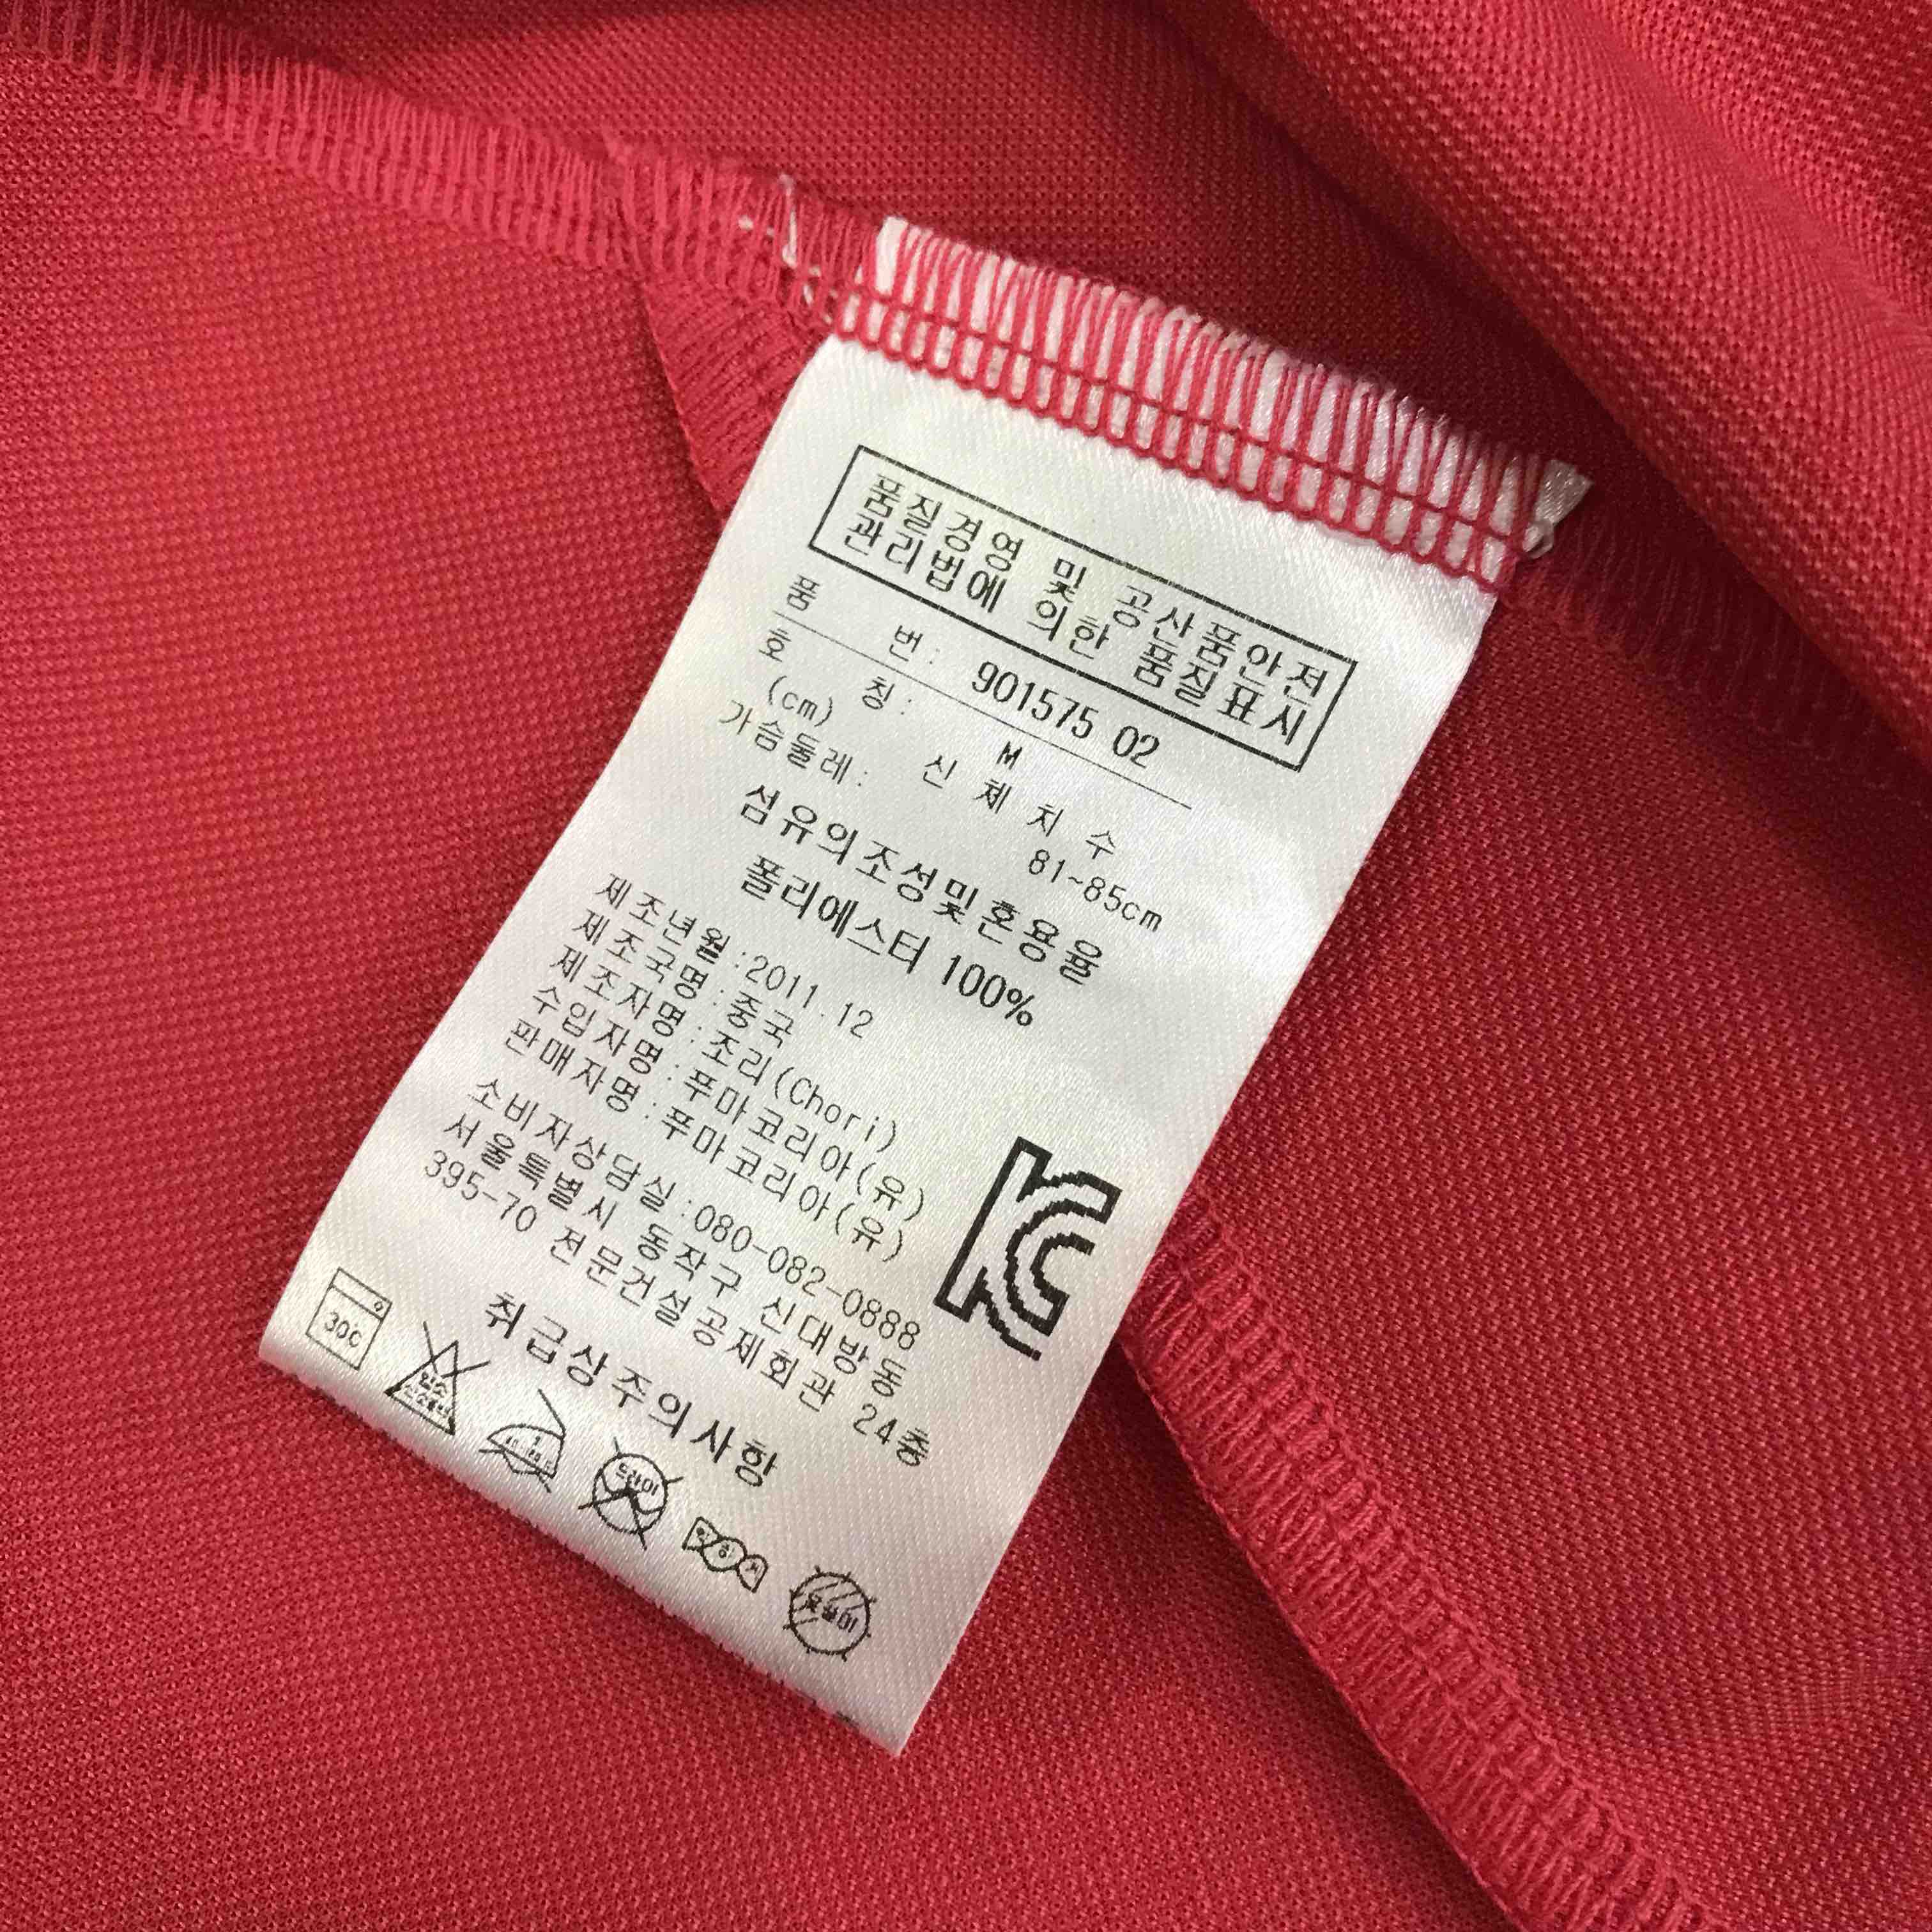 품질경영 및 공산품안전
관리법에 의한 품질표시
품 번: 901575 02
호 칭: M
(cm) 신 체 치 수
가슴둘레: 81~85cm
섬유의조성및혼용율
폴리에스터 100%
제조년월:2011.12
제조국명:중국
제조자명:조리(Chori)
수입자명:푸마코리아(유)
판매자명:푸마코리아(유)
소비자상담실:080-082-0888
서울특별시 동작구 신대방동
395-70 전문건설공제회관 24층
KC
취급상주의사항
30c
드라이